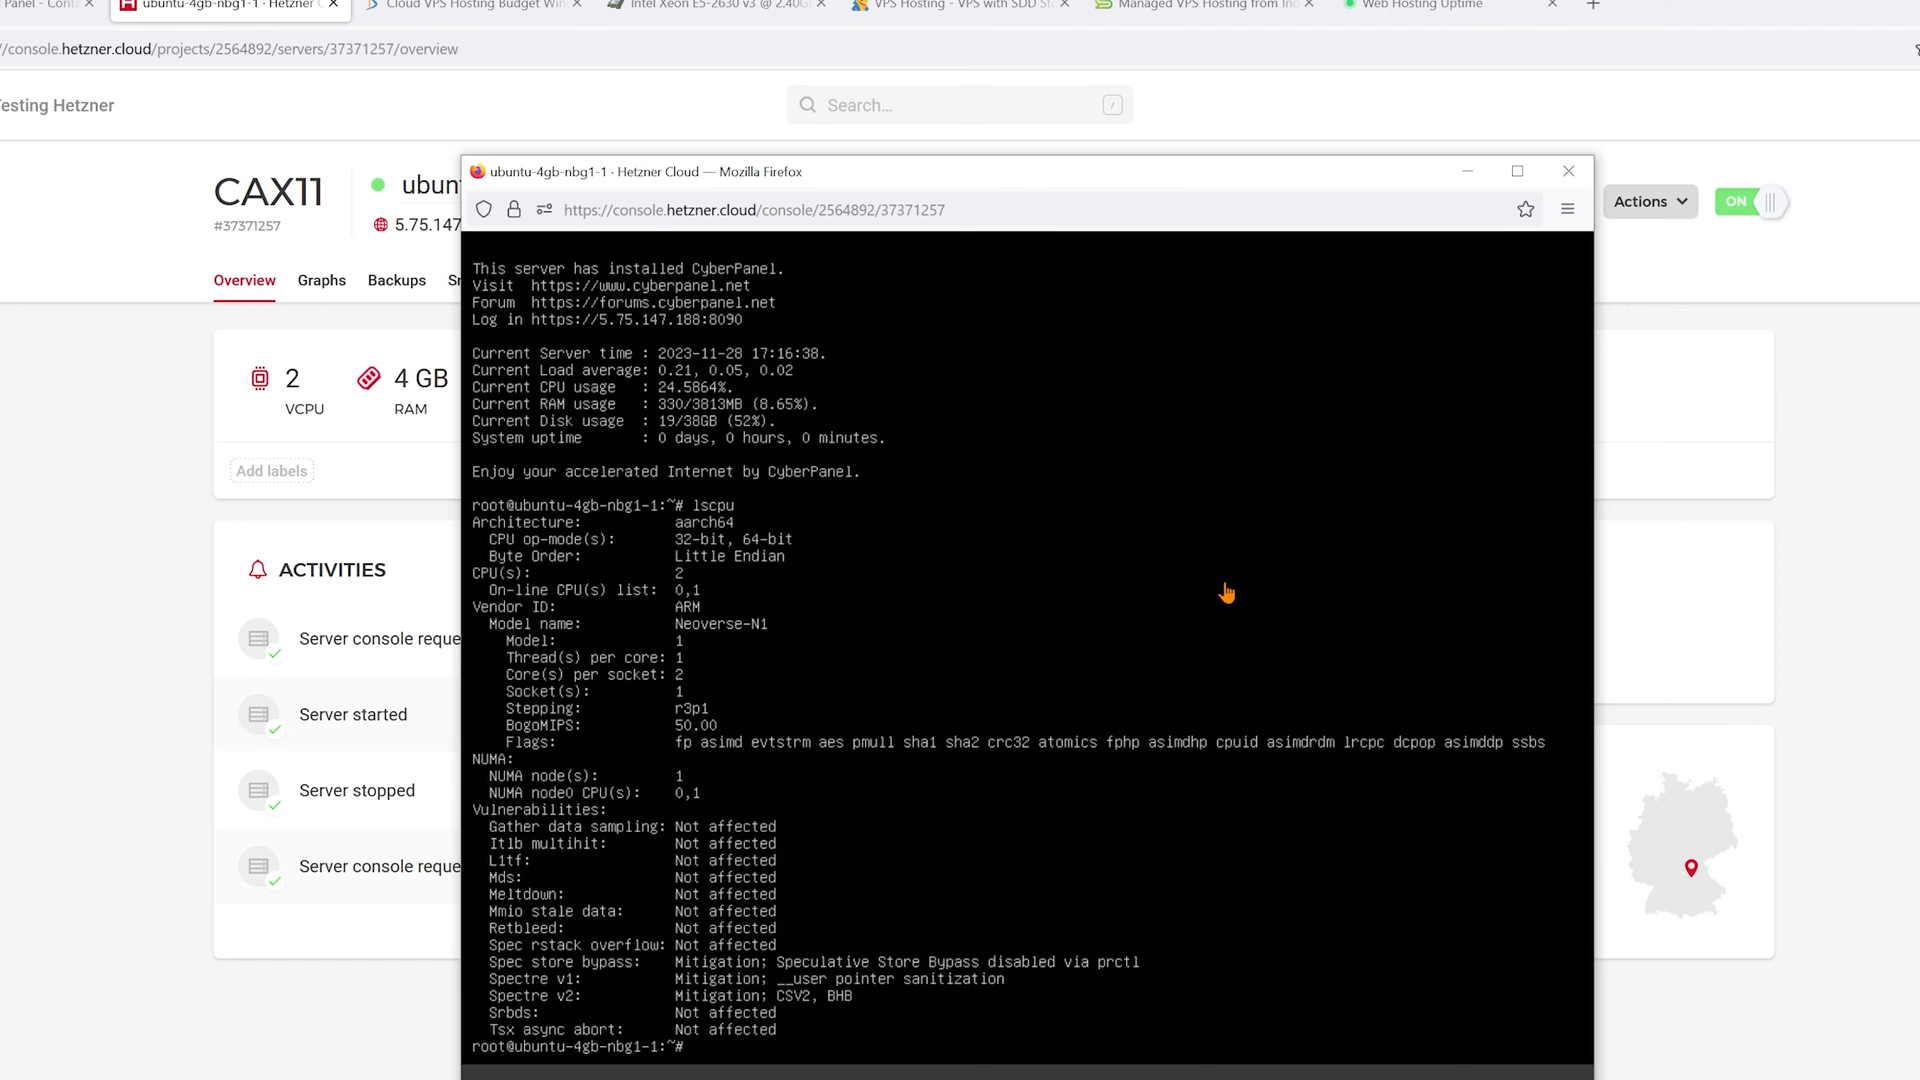 Panel - Conta
ubuntu-4gb-nbg1-1 · Hetzner C
Cloud VPS Hosting Budget Win
Intel Xeon E5-2630 v3 @ 2.40G
VPS Hosting - VPS with SDD St
Managed VPS Hosting from Ind
Web Hosting Uptime
//console.hetzner.cloud/projects/2564892/servers/37371257/overview
esting Hetzner
Search...
/
CAX11
#37371257
ubun
5.75.147
Actions
ON
Overview
Graphs
Backups
Sn
2
VCPU
4 GB
RAM
Add labels
ACTIVITIES
Server console reque
Server started
Server stopped
Server console reque
ubuntu-4gb-nbg1-1 · Hetzner Cloud — Mozilla Firefox
https://console.hetzner.cloud/console/2564892/37371257
This server has installed CyberPanel.
Visit  https://www.cyberpanel.net
Forum  https://forums.cyberpanel.net
Log in https://5.75.147.188:8090
Current Server time : 2023-11-28 17:16:38.
Current Load average: 0.21, 0.05, 0.02
Current CPU usage   : 24.5864%.
Current RAM usage   : 330/3813MB (8.65%).
Current Disk usage  : 19/38GB (52%).
System uptime       : 0 days, 0 hours, 0 minutes.
Enjoy your accelerated Internet by CyberPanel.
root@ubuntu-4gb-nbg1-1:~# lscpu
Architecture:           aarch64
  CPU op-mode(s):       32-bit, 64-bit
  Byte Order:           Little Endian
CPU(s):                 2
  On-line CPU(s) list:  0,1
Vendor ID:              ARM
  Model name:           Neoverse-N1
    Model:              1
    Thread(s) per core: 1
    Core(s) per socket: 2
    Socket(s):          1
    Stepping:           r3p1
    BogoMIPS:           50.00
    Flags:              fp asimd evtstrm aes pmull sha1 sha2 crc32 atomics fphp asimdhp cpuid asimdrdm lrcpc dcpop asimddp ssbs
NUMA:
  NUMA node(s):         1
  NUMA node0 CPU(s):    0,1
Vulnerabilities:
  Gather data sampling: Not affected
  Itlb multihit:        Not affected
  L1tf:                 Not affected
  Mds:                  Not affected
  Meltdown:             Not affected
  Mmio stale data:      Not affected
  Retbleed:             Not affected
  Spec rstack overflow: Not affected
  Spec store bypass:    Mitigation; Speculative Store Bypass disabled via prctl
  Spectre v1:           Mitigation; __user pointer sanitization
  Spectre v2:           Mitigation; CSV2, BHB
  Srbds:                Not affected
  Tsx async abort:      Not affected
root@ubuntu-4gb-nbg1-1:~#